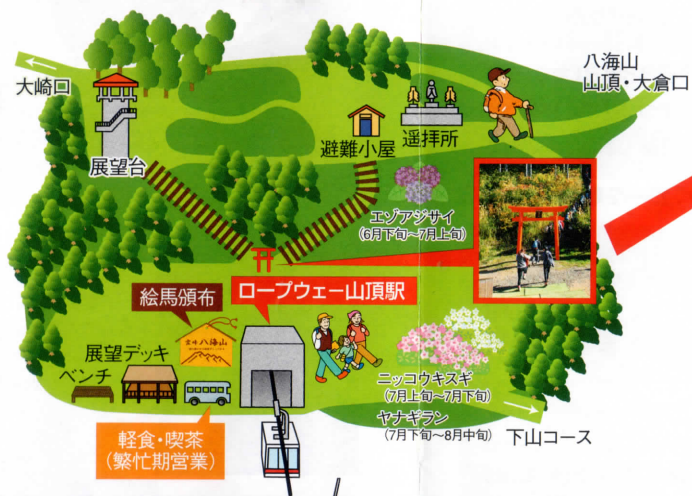 大崎口
八海山
山頂・大倉口
展望台
避難小屋
遥拝所
エゾアジサイ
(6月下旬~7月上旬)
絵馬頒布
ロープウェー山頂駅
霊峰 八海山
展望デッキ
ベンチ
ニッコウキスギ
(7月上旬~7月下旬)
ヤナギラン
(7月下旬~8月中旬)
下山コース
軽食・喫茶
(繁忙期営業)